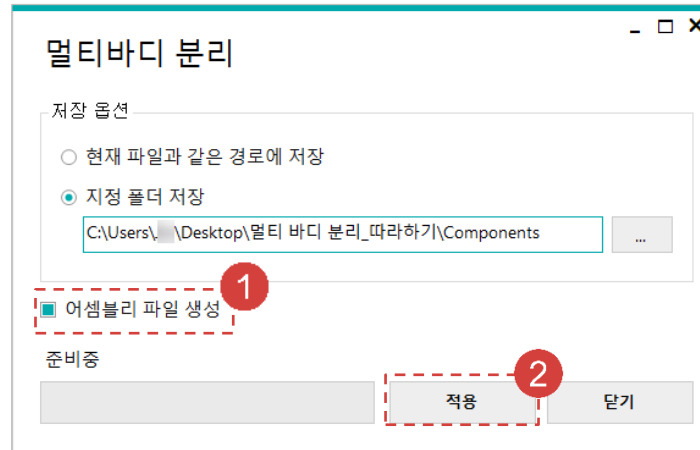 멀티바디 분리
저장 옵션
현재 파일과 같은 경로에 저장
지정 폴더 저장
C:\Users\ \Desktop\멀티 바디 분리_따라하기\Components
...
1
어셈블리 파일 생성
준비중
2
적용
닫기